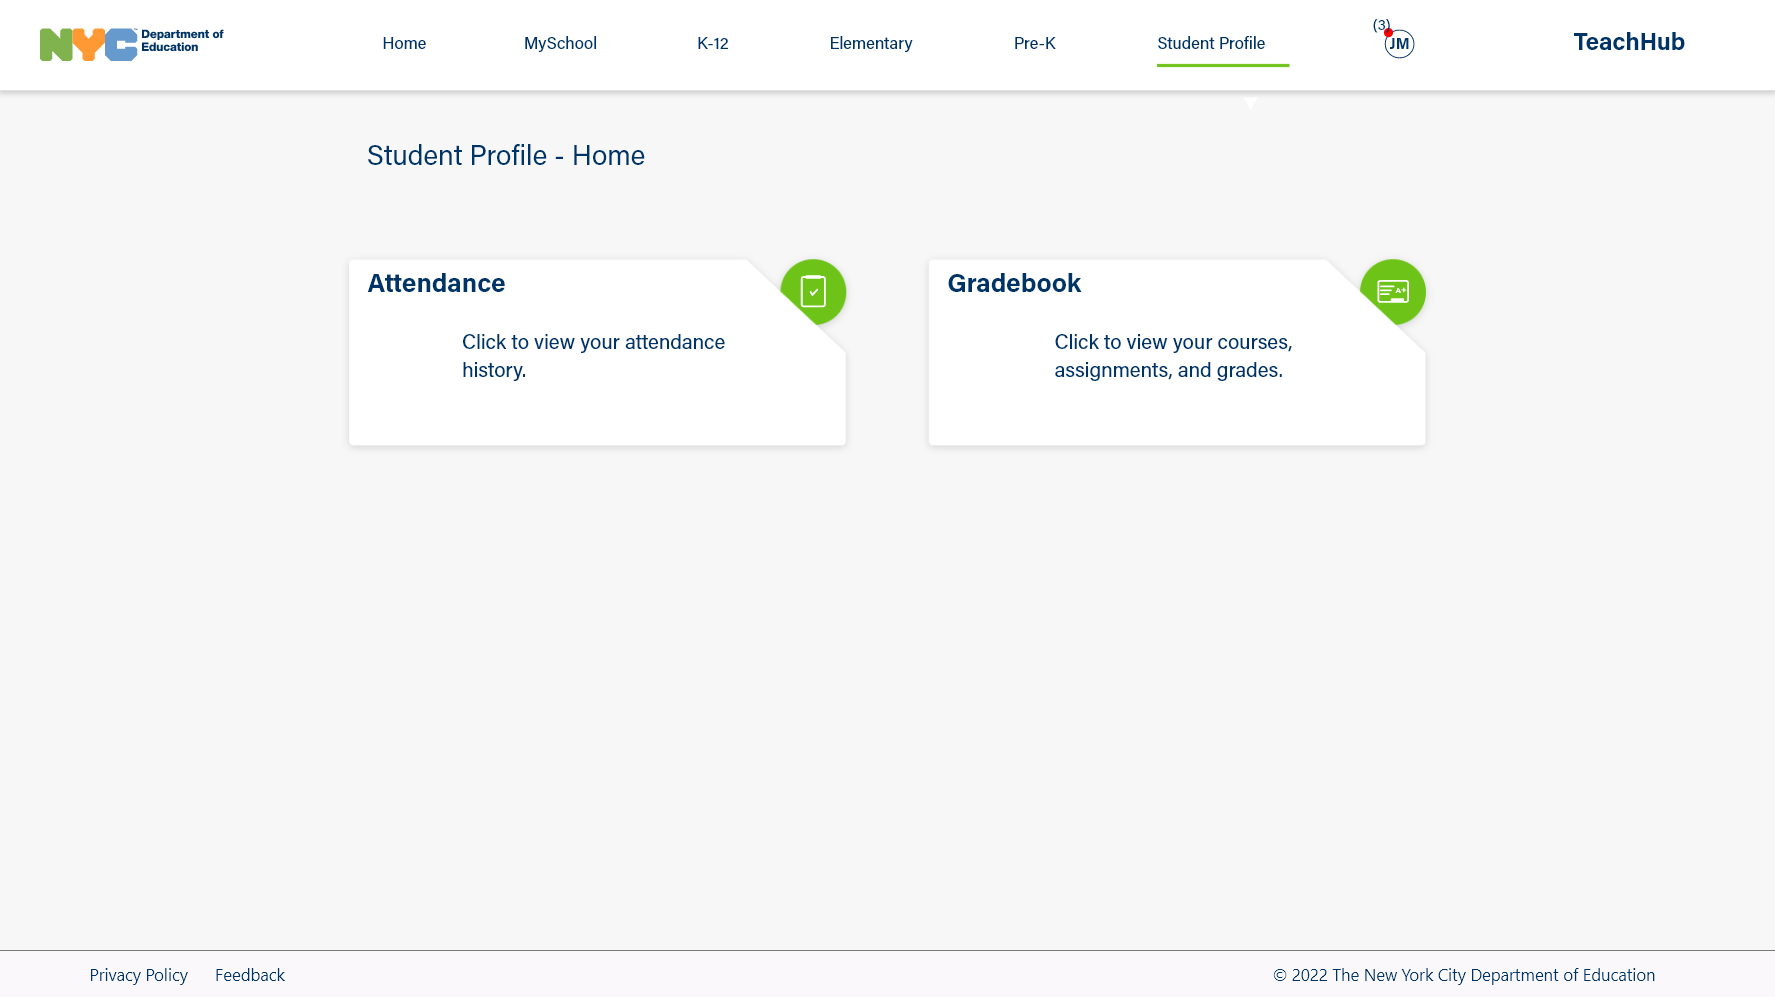 NYC Department of
Education
Home MySchool K-12 Elementary Pre-K Student Profile (3) JM TeachHub
Student Profile - Home
Attendance
Click to view your attendance
history.
Gradebook
A+
Click to view your courses,
assignments, and grades.
Privacy Policy Feedback © 2022 The New York City Department of Education